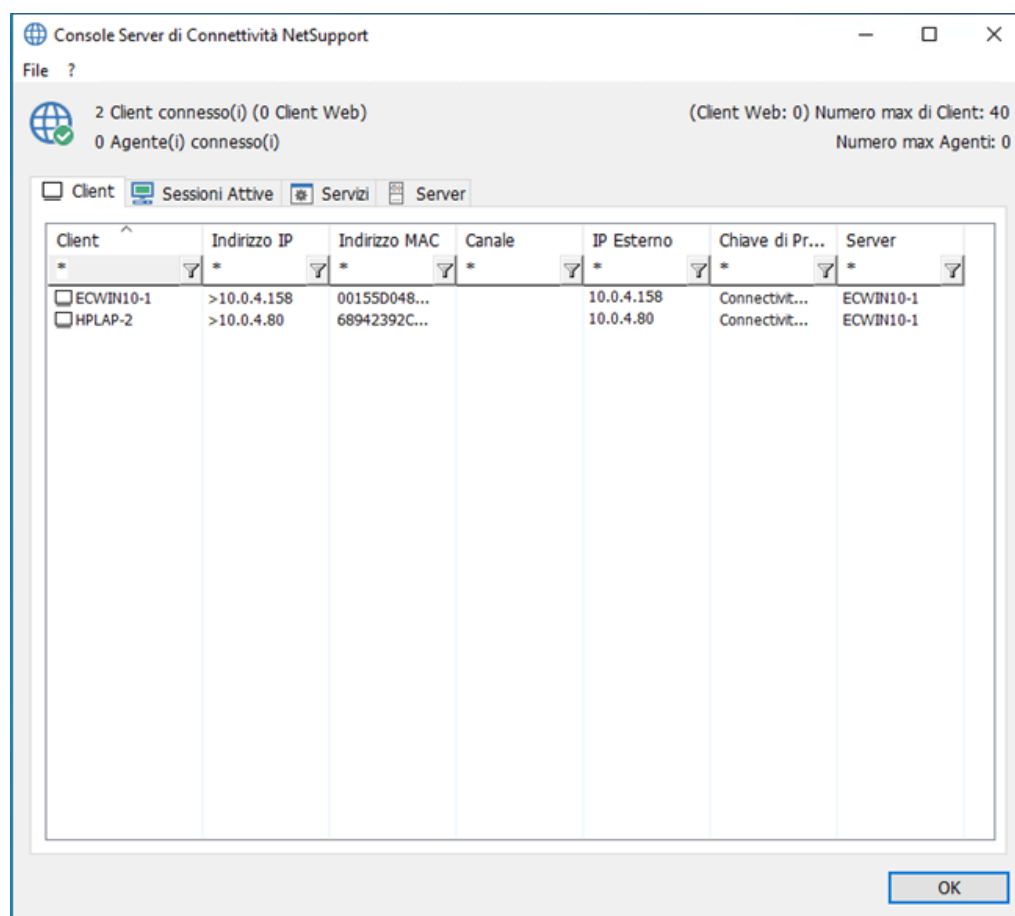 Console Server di Connettività NetSupport
File ?
2 Client connesso(i) (0 Client Web) (Client Web: 0) Numero max di Client: 40
0 Agente(i) connesso(i) Numero max Agenti: 0
Client Sessioni Attive Servizi Server
Client Indirizzo IP Indirizzo MAC Canale IP Esterno Chiave di Pr... Server
* * * * * * *
ECWIN10-1 >10.0.4.158 00155D048... 10.0.4.158 Connectivit... ECWIN10-1
HPLAP-2 >10.0.4.80 68942392C... 10.0.4.80 Connectivit... ECWIN10-1
OK